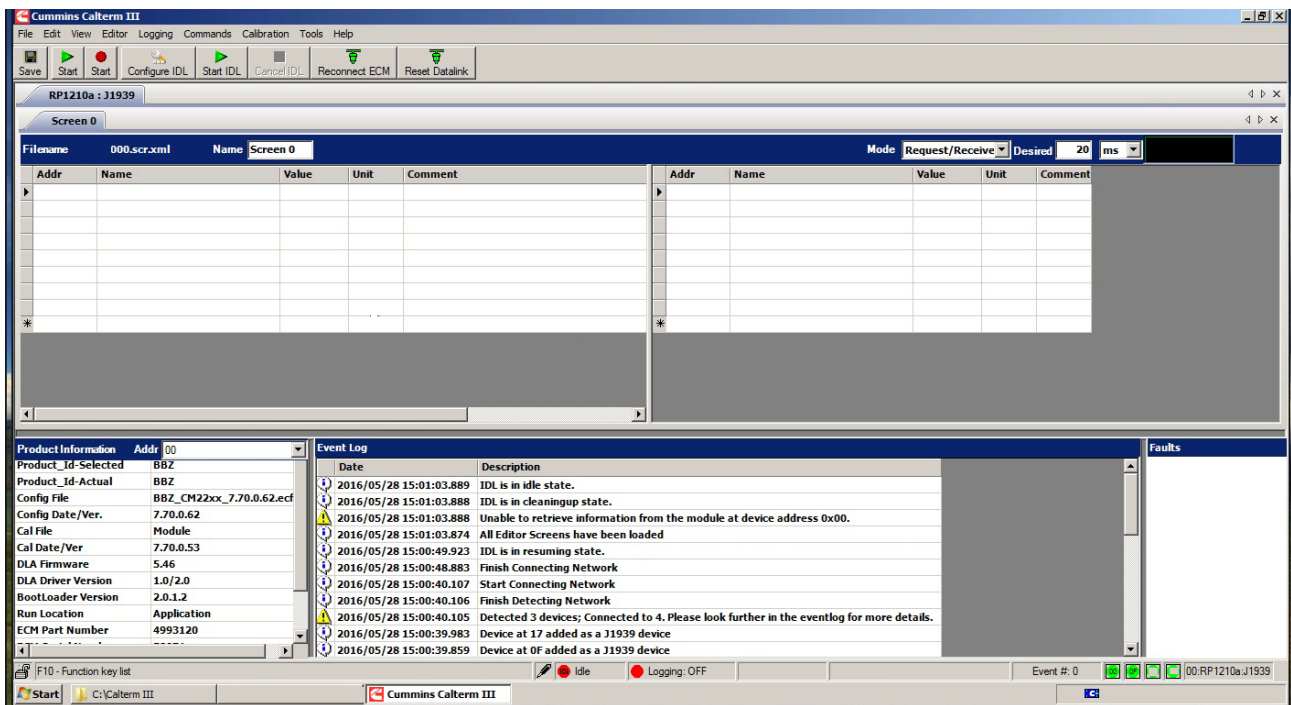 Cummins Calterm III
File Edit View Editor Logging Commands Calibration Tools Help
Save Start Start Configure IDL Start IDL Cancel IDL Reconnect ECM Reset Datalink
RP1210a : J1939
Screen 0
Filename 000.scr.xml Name Screen 0 Mode Request/Receive Desired 20 ms
Addr Name Value Unit Comment Addr Name Value Unit Comment
Product Information Addr 00 Event Log Faults
Product_Id-Selected BBZ Date Description
Product_Id-Actual BBZ 2016/05/28 15:01:03.889 IDL is in idle state.
Config File BBZ_CM22xx_7.70.0.62.ecf 2016/05/28 15:01:03.888 IDL is in cleaningup state.
Config Date/Ver. 7.70.0.62 2016/05/28 15:01:03.888 Unable to retrieve information from the module at device address 0x00.
Cal File Module 2016/05/28 15:01:03.874 All Editor Screens have been loaded
Cal Date/Ver 7.70.0.53 2016/05/28 15:00:49.923 IDL is in resuming state.
DLA Firmware 5.46 2016/05/28 15:00:48.883 Finish Connecting Network
DLA Driver Version 1.0/2.0 2016/05/28 15:00:40.107 Start Connecting Network
BootLoader Version 2.0.1.2 2016/05/28 15:00:40.106 Finish Detecting Network
Run Location Application 2016/05/28 15:00:40.105 Detected 3 devices; Connected to 4. Please look further in the eventlog for more details.
ECM Part Number 4993120 2016/05/28 15:00:39.983 Device at 17 added as a J1939 device
2016/05/28 15:00:39.859 Device at 0F added as a J1939 device
F10 - Function key list Idle Logging: OFF Event #: 0 00:RP1210a:J1939
Start C:\Calterm III Cummins Calterm III